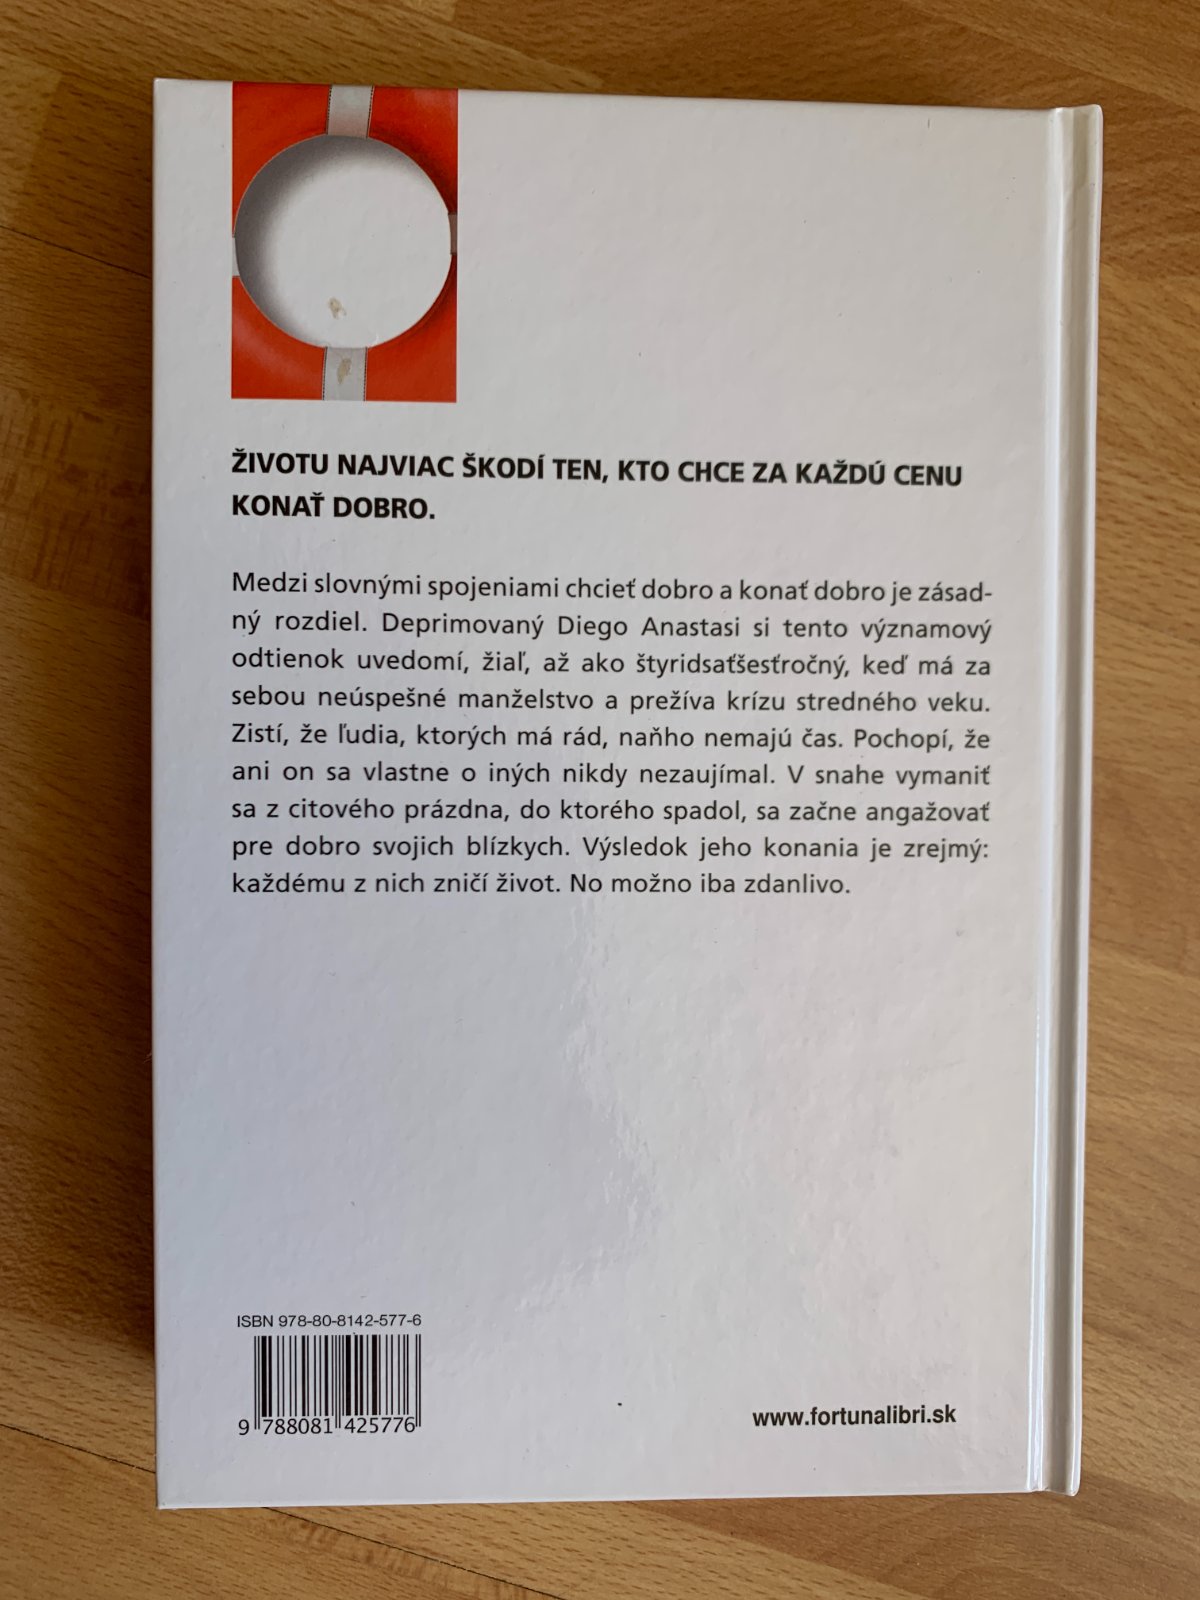 ŽIVOTU NAJVIAC ŠKODÍ TEN, KTO CHCE ZA KAŽDÚ CENU
KONAŤ DOBRO.
Medzi slovnými spojeniami chcieť dobro a konať dobro je zásad-
ný rozdiel. Deprimovaný Diego Anastasi si tento významový
odtienok uvedomí, žiaľ, až ako štyridsaťšesťročný, keď má za
sebou neúspešné manželstvo a prežíva krízu stredného veku.
Zistí, že ľudia, ktorých má rád, naňho nemajú čas. Pochopí, že
ani on sa vlastne o iných nikdy nezaujímal. V snahe vymaniť
sa z citového prázdna, do ktorého spadol, sa začne angažovať
pre dobro svojich blízkych. Výsledok jeho konania je zrejmý:
každému z nich zničí život. No možno iba zdanlivo.
ISBN 978-80-8142-577-6
9 788081 425776
www.fortunalibri.sk